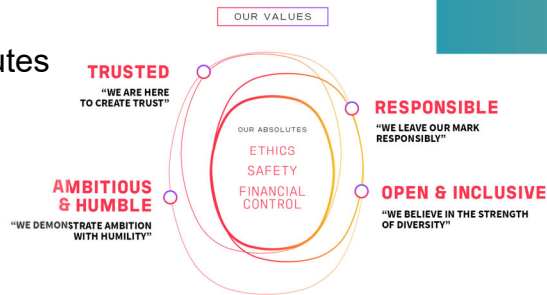 OUR VALUES
utes
TRUSTED
“WE ARE HERE
TO CREATE TRUST”
RESPONSIBLE
“WE LEAVE OUR MARK
RESPONSIBLY”
OUR ABSOLUTES
ETHICS
SAFETY
FINANCIAL
CONTROL
AMBITIOUS
& HUMBLE
“WE DEMONSTRATE AMBITION
WITH HUMILITY”
OPEN & INCLUSIVE
“WE BELIEVE IN THE STRENGTH
OF DIVERSITY”